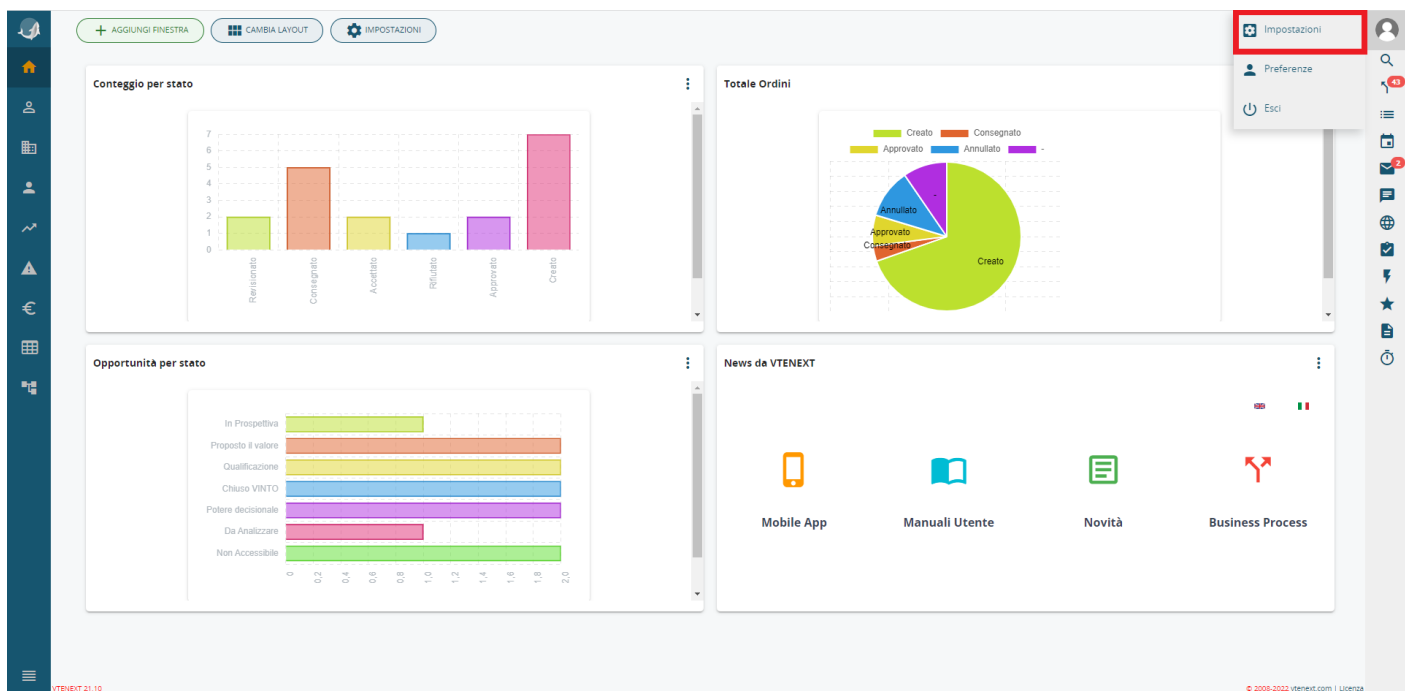 AGGIUNGI FINESTRA
CAMBIA LAYOUT
IMPOSTAZIONI
Impostazioni
Preferenze
Esci
43
2
Conteggio per stato
7
6
5
4
3
2
1
0
Revisionato
Consegnato
Accettato
Rifiutato
Approvato
Creato
Totale Ordini
Creato
Consegnato
Approvato
Annullato
-
-
Annullato
Approvato
Consegnato
Creato
Opportunità per stato
In Prospettiva
Proposto il valore
Qualificazione
Chiuso VINTO
Potere decisionale
Da Analizzare
Non Accessibile
0
0,2
0,4
0,6
0,8
1,0
1,2
1,4
1,6
1,8
2,0
News da VTENEXT
Mobile App
Manuali Utente
Novità
Business Process
VTENEXT 21.10
© 2008-2022 vtenext.com | Licenza